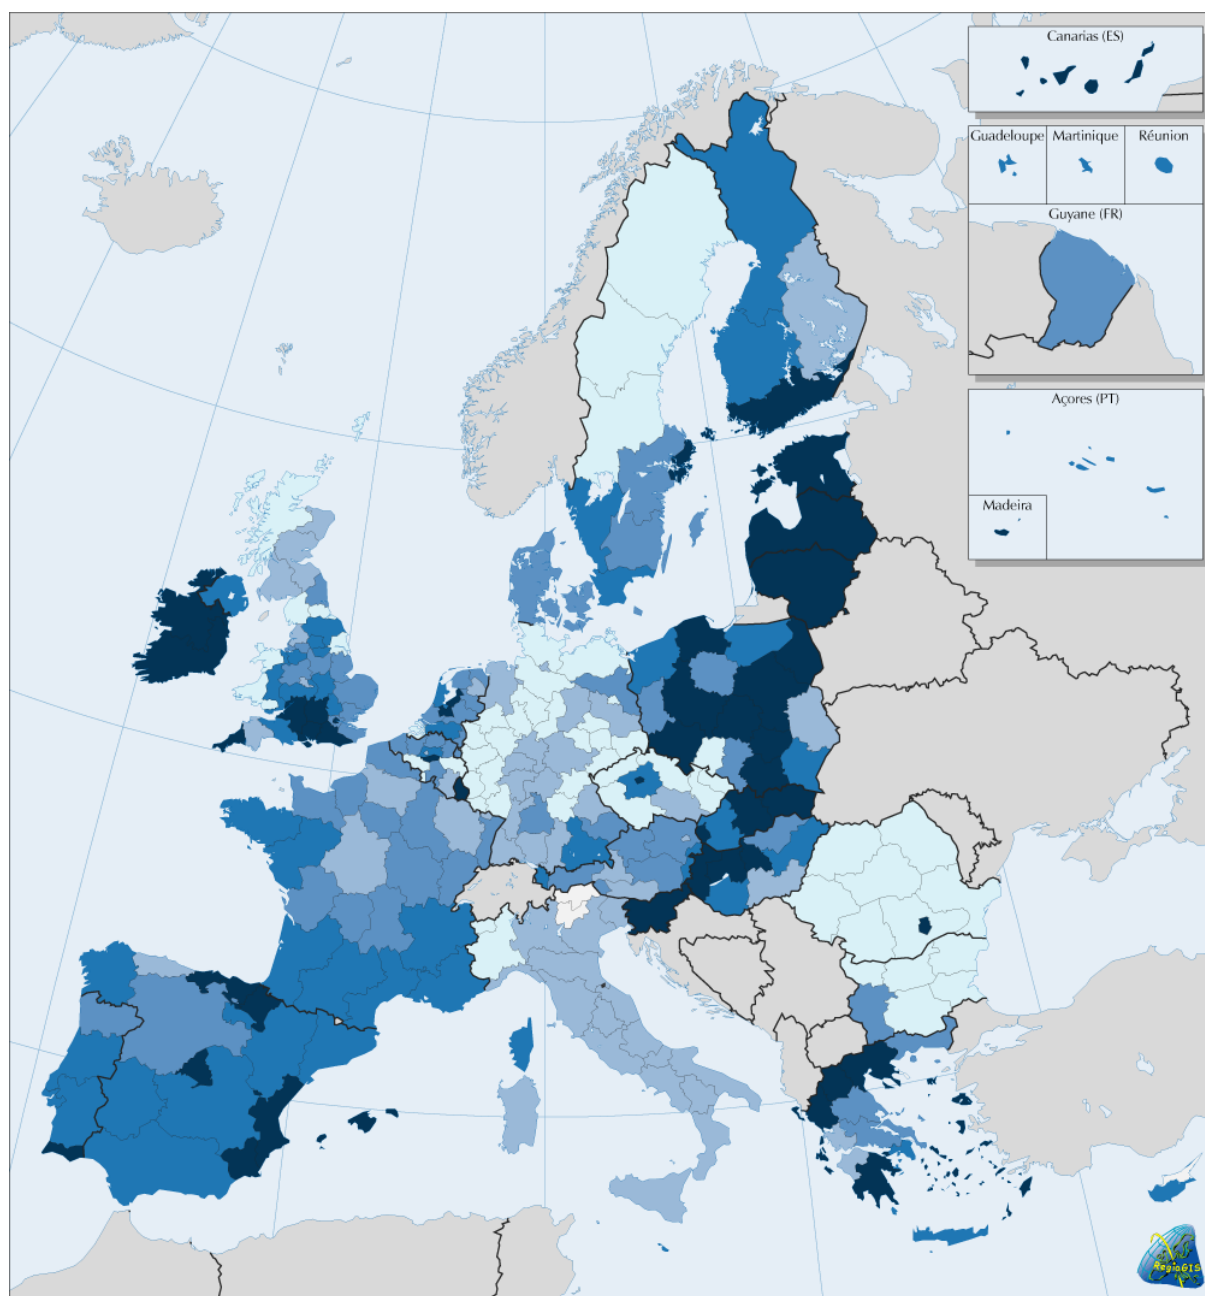 Canarias (ES)
Guadeloupe
Martinique
Réunion
Guyane (FR)
Açores (PT)
Madeira
RegioGIS